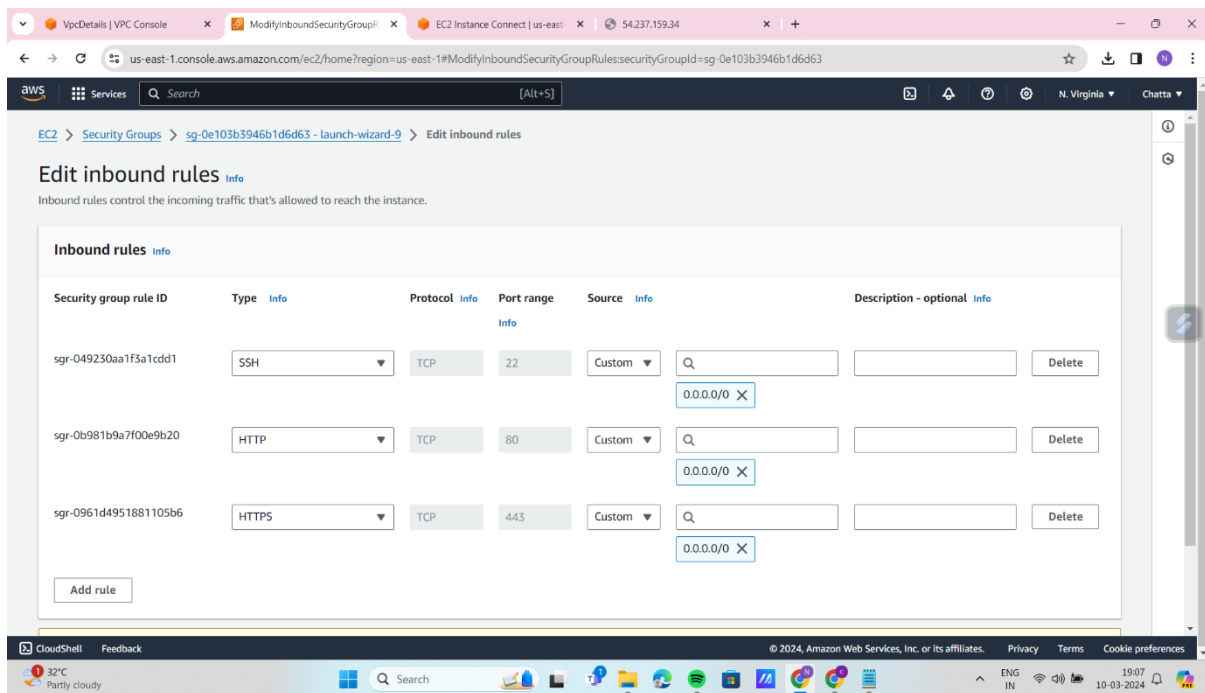 VpcDetails | VPC Console
ModifyInboundSecurityGroupR
EC2 Instance Connect | us-east-
54.237.159.34
us-east-1.console.aws.amazon.com/ec2/home?region=us-east-1#ModifyInboundSecurityGroupRules:securityGroupId=sg-0e103b3946b1d6d63
N
aws Services Search [Alt+S] N. Virginia Chatta
EC2 > Security Groups > sg-0e103b3946b1d6d63 - launch-wizard-9 > Edit inbound rules
Edit inbound rules Info
Inbound rules control the incoming traffic that's allowed to reach the instance.
Inbound rules Info
Security group rule ID Type Info Protocol Info Port range Source Info Description - optional Info
Info
sgr-049230aa1f3a1cdd1 SSH TCP 22 Custom Delete
0.0.0.0/0
sgr-0b981b9a7f00e9b20 HTTP TCP 80 Custom Delete
0.0.0.0/0
sgr-0961d4951881105b6 HTTPS TCP 443 Custom Delete
0.0.0.0/0
Add rule
CloudShell Feedback © 2024, Amazon Web Services, Inc. or its affiliates. Privacy Terms Cookie preferences
1 32°C Search ENG 19:07
Partly cloudy IN 10-03-2024